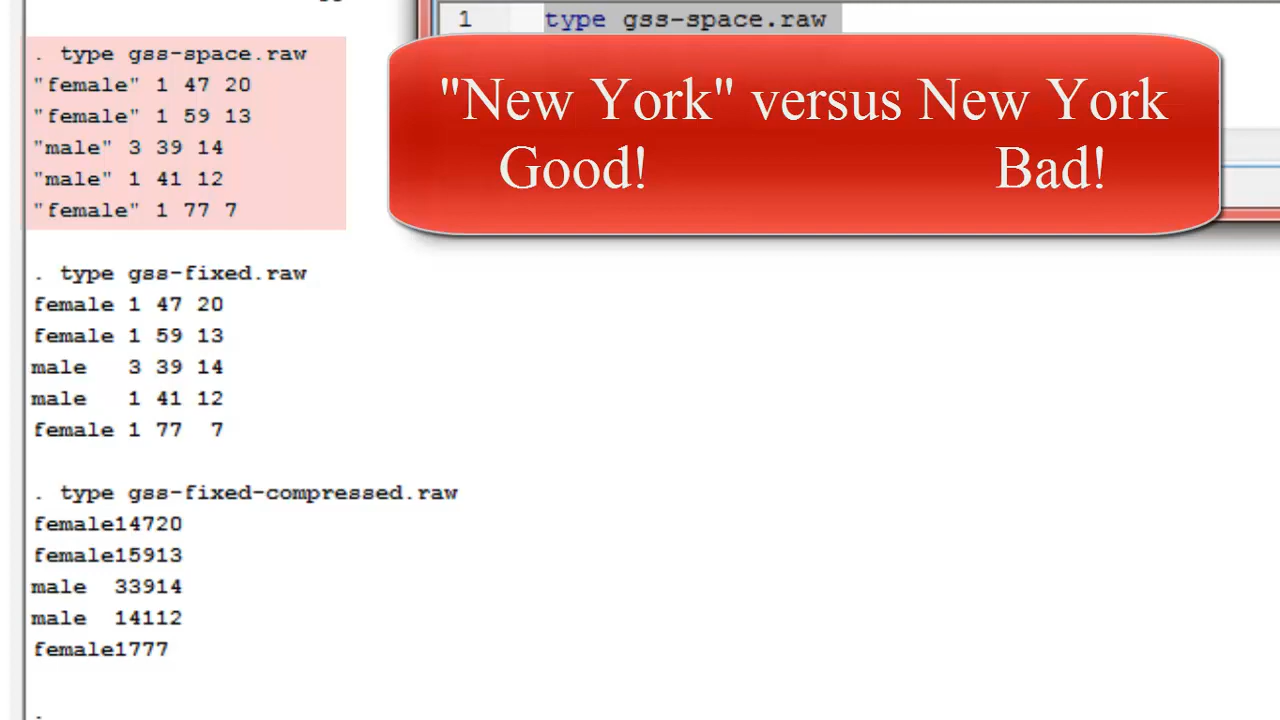 1 type gss-space.raw
"New York" versus New York
Good! Bad!
. type gss-space.raw
"female" 1 47 20
"female" 1 59 13
"male" 3 39 14
"male" 1 41 12
"female" 1 77 7
. type gss-fixed.raw
female 1 47 20
female 1 59 13
male   3 39 14
male   1 41 12
female 1 77  7
. type gss-fixed-compressed.raw
female14720
female15913
male  33914
male  14112
female1777
.